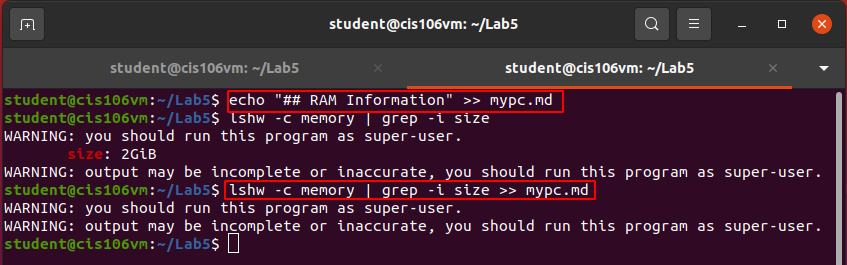 student@cis106vm: ~/Lab5
student@cis106vm: ~/Lab5
student@cis106vm: ~/Lab5
student@cis106vm:~/Lab5$ echo "## RAM Information" >> mypc.md
student@cis106vm:~/Lab5$ lshw -c memory | grep -i size
WARNING: you should run this program as super-user.
size: 2GiB
WARNING: output may be incomplete or inaccurate, you should run this program as super-user.
student@cis106vm:~/Lab5$ lshw -c memory | grep -i size >> mypc.md
WARNING: you should run this program as super-user.
WARNING: output may be incomplete or inaccurate, you should run this program as super-user.
student@cis106vm:~/Lab5$